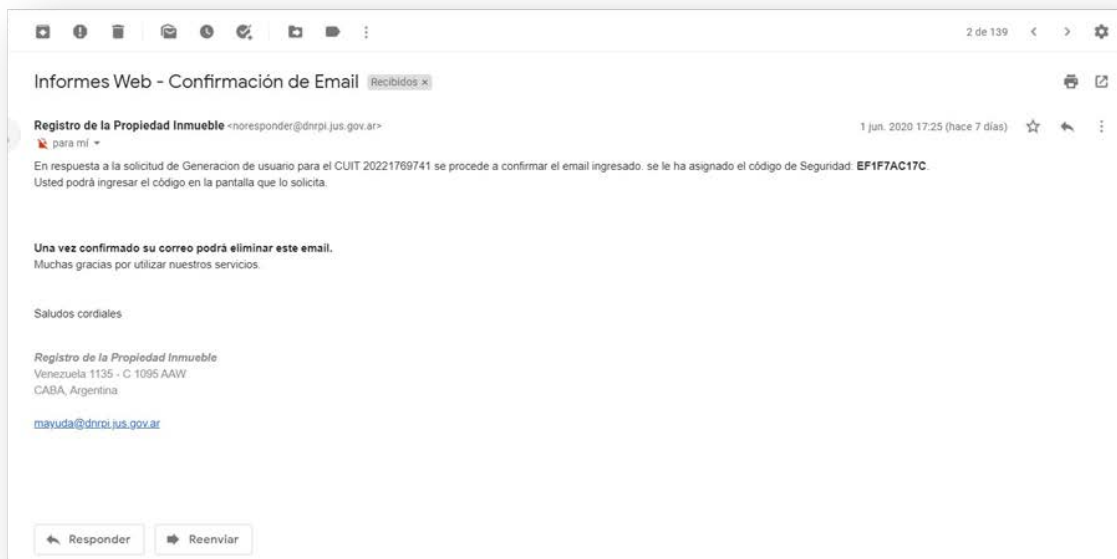 2 de 139
Informes Web - Confirmación de Email Recibidos ×
Registro de la Propiedad Inmueble <noresponder@dnrpi.jus.gov.ar> 1 jun. 2020 17:25 (hace 7 días)
para mí
En respuesta a la solicitud de Generacion de usuario para el CUIT 20221769741 se procede a confirmar el email ingresado. se le ha asignado el código de Seguridad: EF1F7AC17C.
Usted podrá ingresar el código en la pantalla que lo solicita.
Una vez confirmado su correo podrá eliminar este email.
Muchas gracias por utilizar nuestros servicios.
Saludos cordiales
Registro de la Propiedad Inmueble
Venezuela 1135 - C 1095 AAW
CABA, Argentina
mayuda@dnrpi.jus.gov.ar
Responder Reenviar